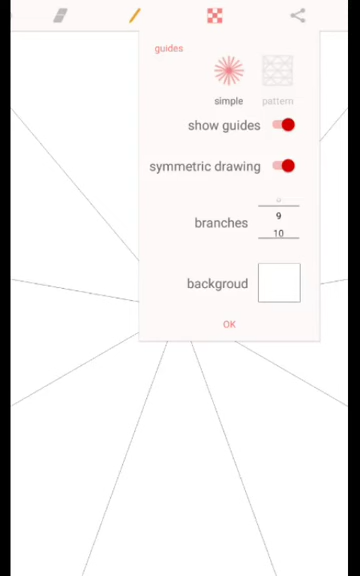 guides
simple pattern
show guides
symmetric drawing
9
branches
10
backgroud
OK